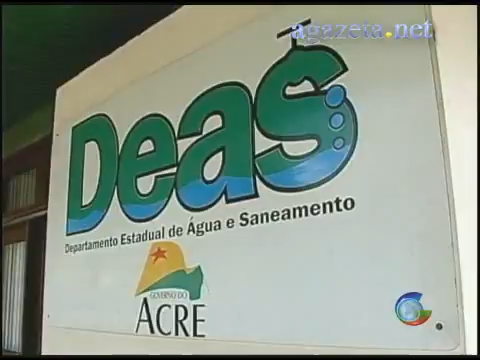 agazeta.net
Deas
Departamento Estadual de Água e Saneamento
GOVERNO DO
ACRE